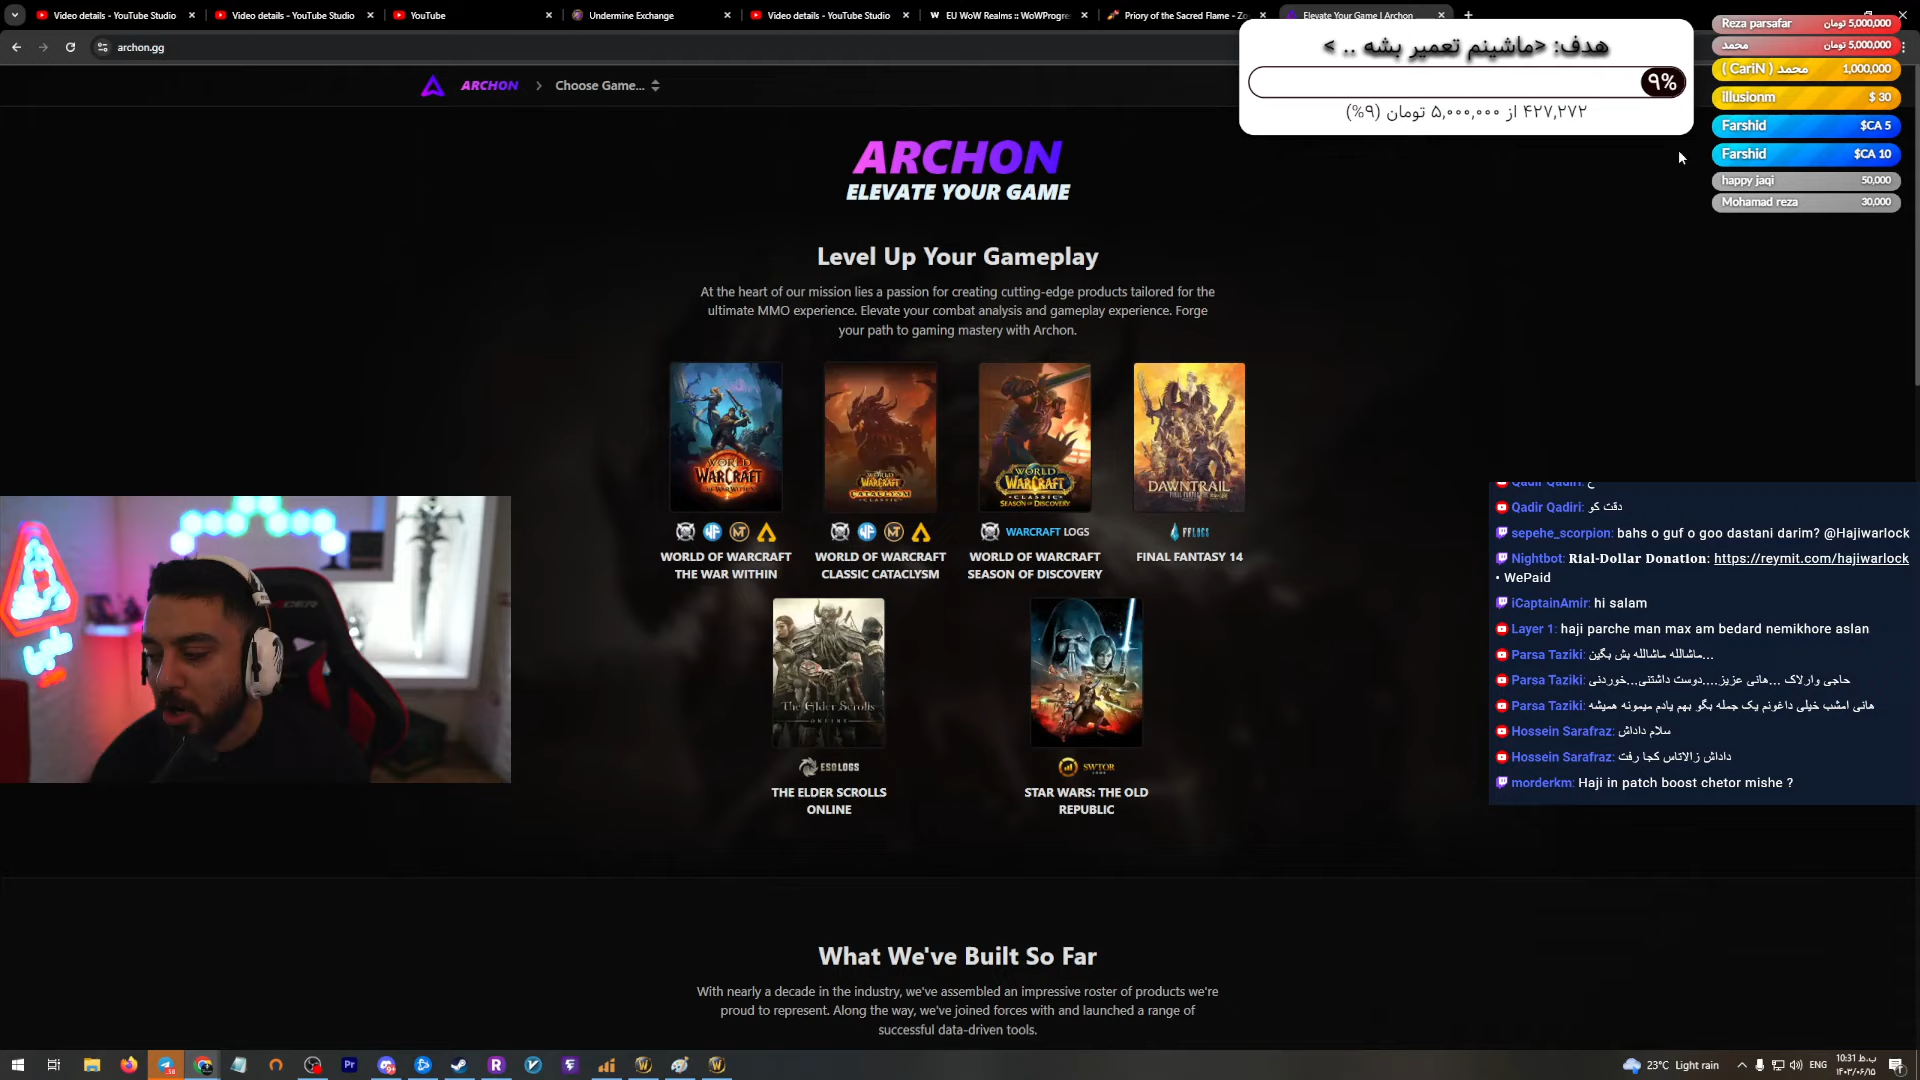 Video details - YouTube Studio
Video details - YouTube Studio
YouTube
Undermine Exchange
Video details - YouTube Studio
EU WoW Realms :: WoWProgre
Priory of the Sacred Flame - Zo
Elevate Your Game | Archon
archon.gg
ARCHON
Choose Game...
هدف: <ماشینم تعمیر بشه .. >
۹%
۴۲۷,۲۷۲ از ۵,۰۰۰,۰۰۰ تومان (۹%)
Reza parsafar 5,000,000 تومان
محمد 5,000,000 تومان
محمد ( CariN ) 1,000,000
illusionm $ 30
Farshid $CA 5
Farshid $CA 10
happy jaqi 50,000
Mohamad reza 30,000
ARCHON
ELEVATE YOUR GAME
Level Up Your Gameplay
At the heart of our mission lies a passion for creating cutting-edge products tailored for the
ultimate MMO experience. Elevate your combat analysis and gameplay experience. Forge
your path to gaming mastery with Archon.
WORLD OF WARCRAFT
THE WAR WITHIN
WORLD OF WARCRAFT
CLASSIC CATACLYSM
WARCRAFT LOGS
WORLD OF WARCRAFT
SEASON OF DISCOVERY
DAWNTRAIL
FFLOGS
FINAL FANTASY 14
The Elder Scrolls
ONLINE
ESOLOGS
THE ELDER SCROLLS
ONLINE
SWTOR
LOGS
STAR WARS: THE OLD
REPUBLIC
What We've Built So Far
With nearly a decade in the industry, we've assembled an impressive roster of products we're
proud to represent. Along the way, we've joined forces with and launched a range of
successful data-driven tools.
Qadir Qadiri:
Qadir Qadiri: دقت کو
sepehe_scorpion: bahs o guf o goo dastani darim? @Hajiwarlock
Nightbot: Rial-Dollar Donation: https://reymit.com/hajiwarlock
• WePaid
iCaptainAmir: hi salam
Layer 1: haji parche man max am bedard nemikhore aslan
Parsa Taziki: ماشالله ماشالله بش بگین...
Parsa Taziki: حاجی وارلاک ...هانی عزیز....دوست داشتنی...خوردنی
Parsa Taziki: هانی امشب خیلی داغونم یک جمله بگو بهم یادم میمونه همیشه
Hossein Sarafraz: سلام داداش
Hossein Sarafraz: داداش زالاتاس کجا رفت
morderkm: Haji in patch boost chetor mishe ?
23°C Light rain
ENG
10:31 ب.ظ
۱۴۰۳/۰۶/۱۵